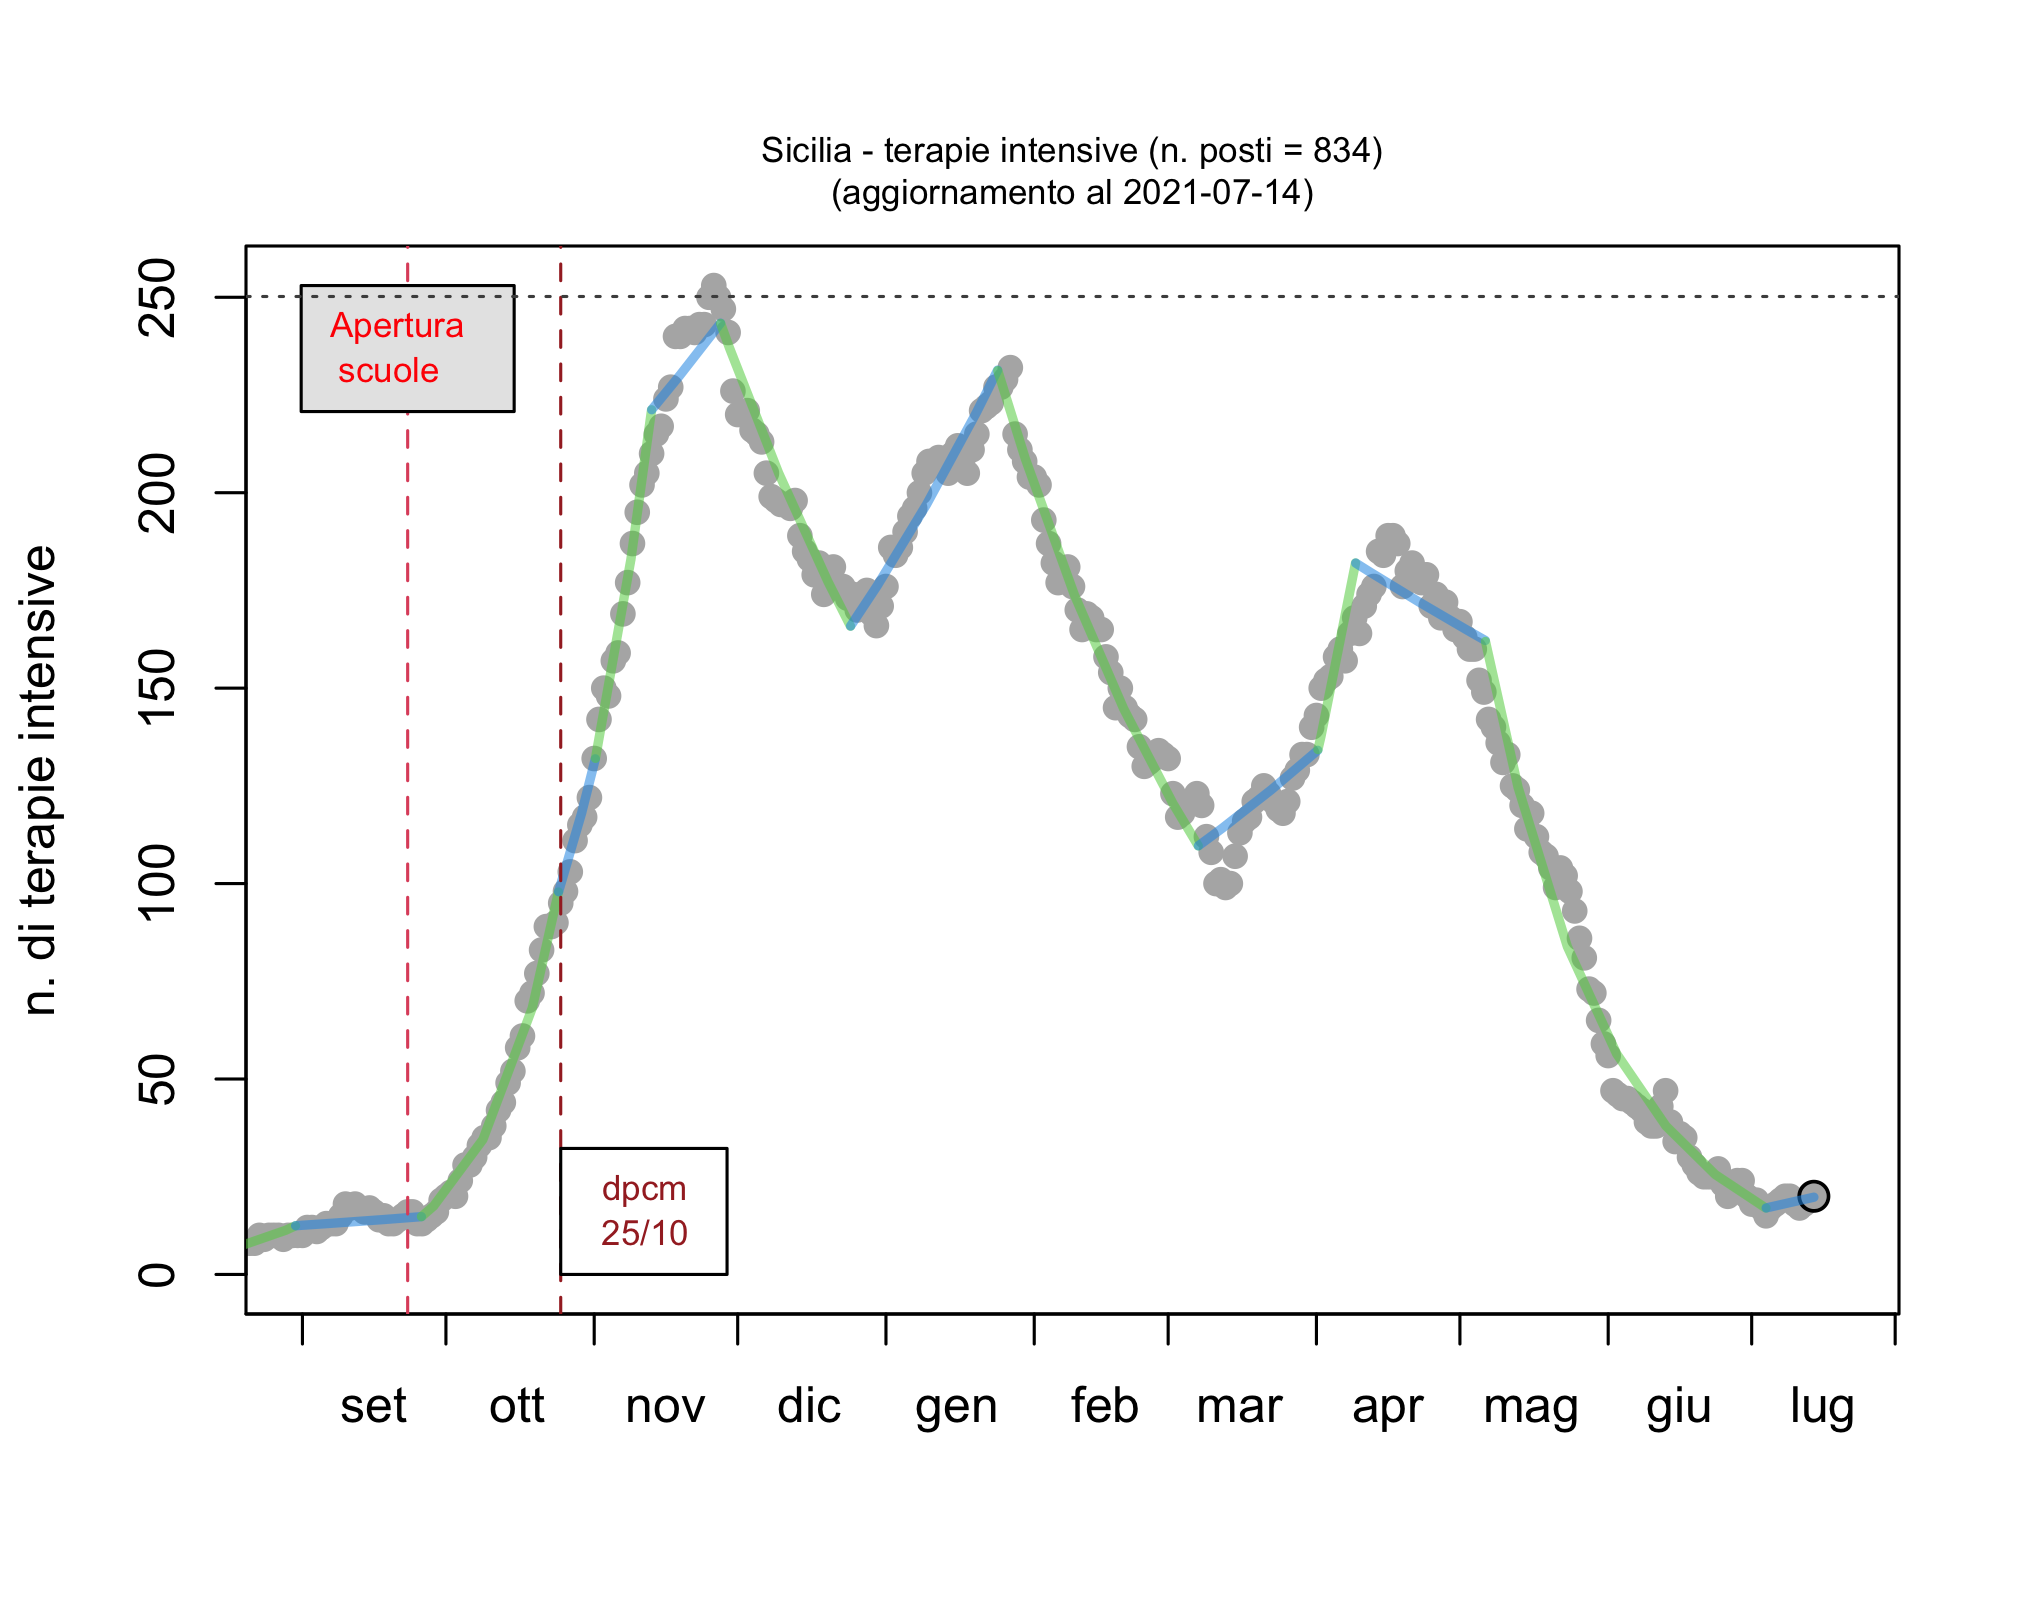 Sicilia - terapie intensive (n. posti = 834)
(aggiornamento al 2021-07-14)
n. di terapie intensive
250
200
150
100
50
0
Apertura
scuole
dpcm
25/10
set ott nov dic gen feb mar apr mag giu lug